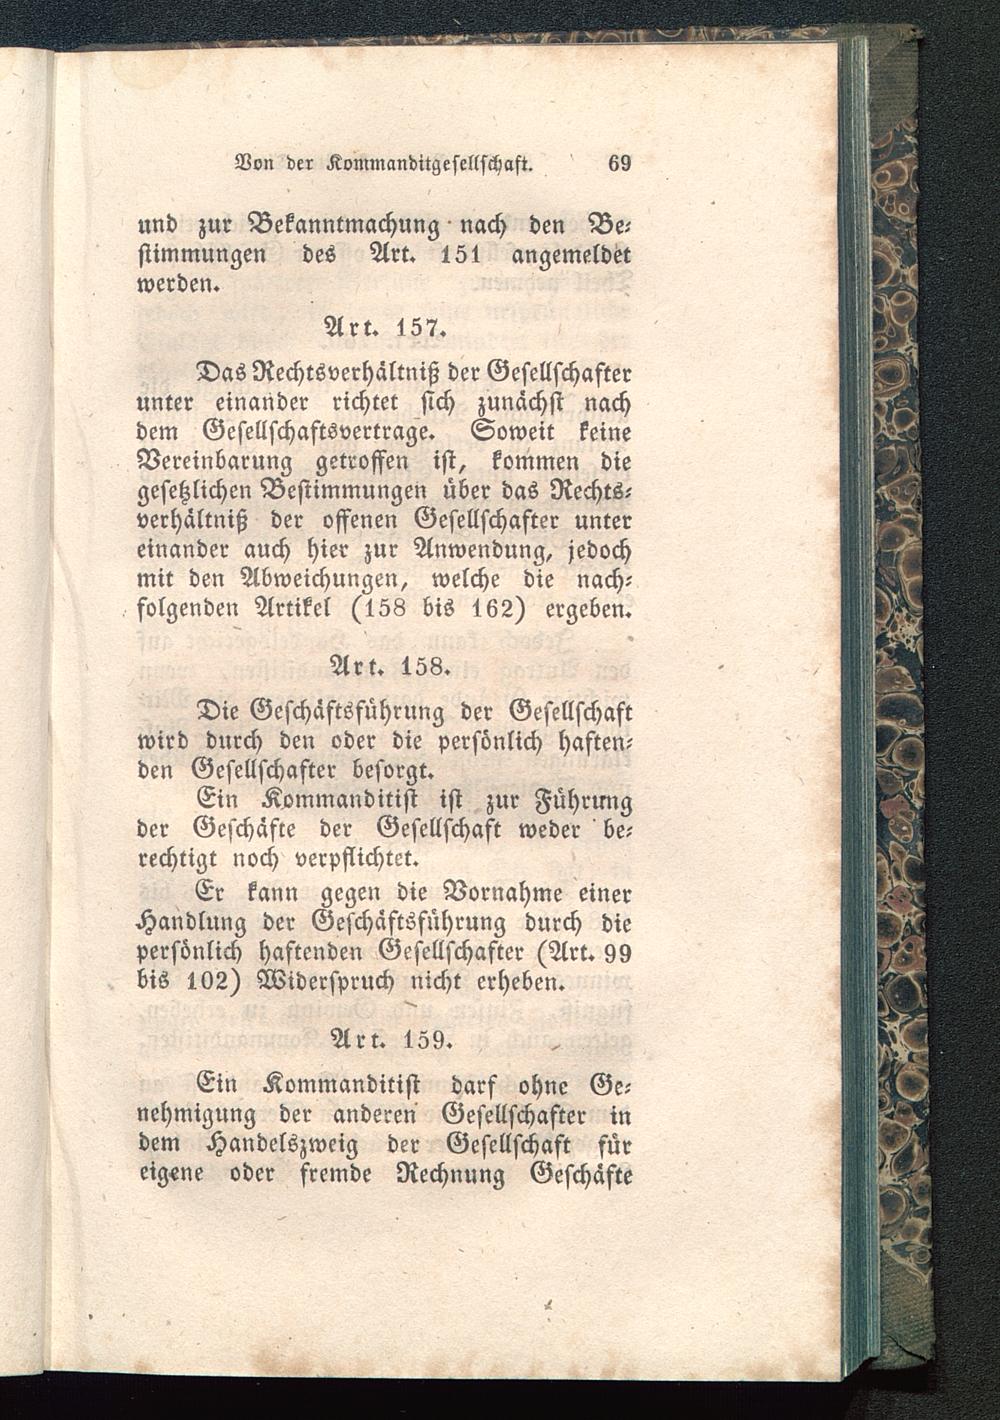 Von der Kommanditgesellschaft. 69
und zur Bekanntmachung nach den Be-
stimmungen des Art. 151 angemeldet
werden.
Art. 157.
Das Rechtsverhältniß der Gesellschafter
unter einander richtet sich zunächst nach
dem Gesellschaftsvertrage. Soweit keine
Vereinbarung getroffen ist, kommen die
gesetzlichen Bestimmungen über das Rechts-
verhältniß der offenen Gesellschafter unter
einander auch hier zur Anwendung, jedoch
mit den Abweichungen, welche die nach-
folgenden Artikel (158 bis 162) ergeben.
Art. 158.
Die Geschäftsführung der Gesellschaft
wird durch den oder die persönlich haften-
den Gesellschafter besorgt.
Ein Kommanditist ist zur Führung
der Geschäfte der Gesellschaft weder be-
rechtigt noch verpflichtet.
Er kann gegen die Vornahme einer
Handlung der Geschäftsführung durch die
persönlich haftenden Gesellschafter (Art. 99
bis 102) Widerspruch nicht erheben.
Art. 159.
Ein Kommanditist darf ohne Ge-
nehmigung der anderen Gesellschafter in
dem Handelszweig der Gesellschaft für
eigene oder fremde Rechnung Geschäfte